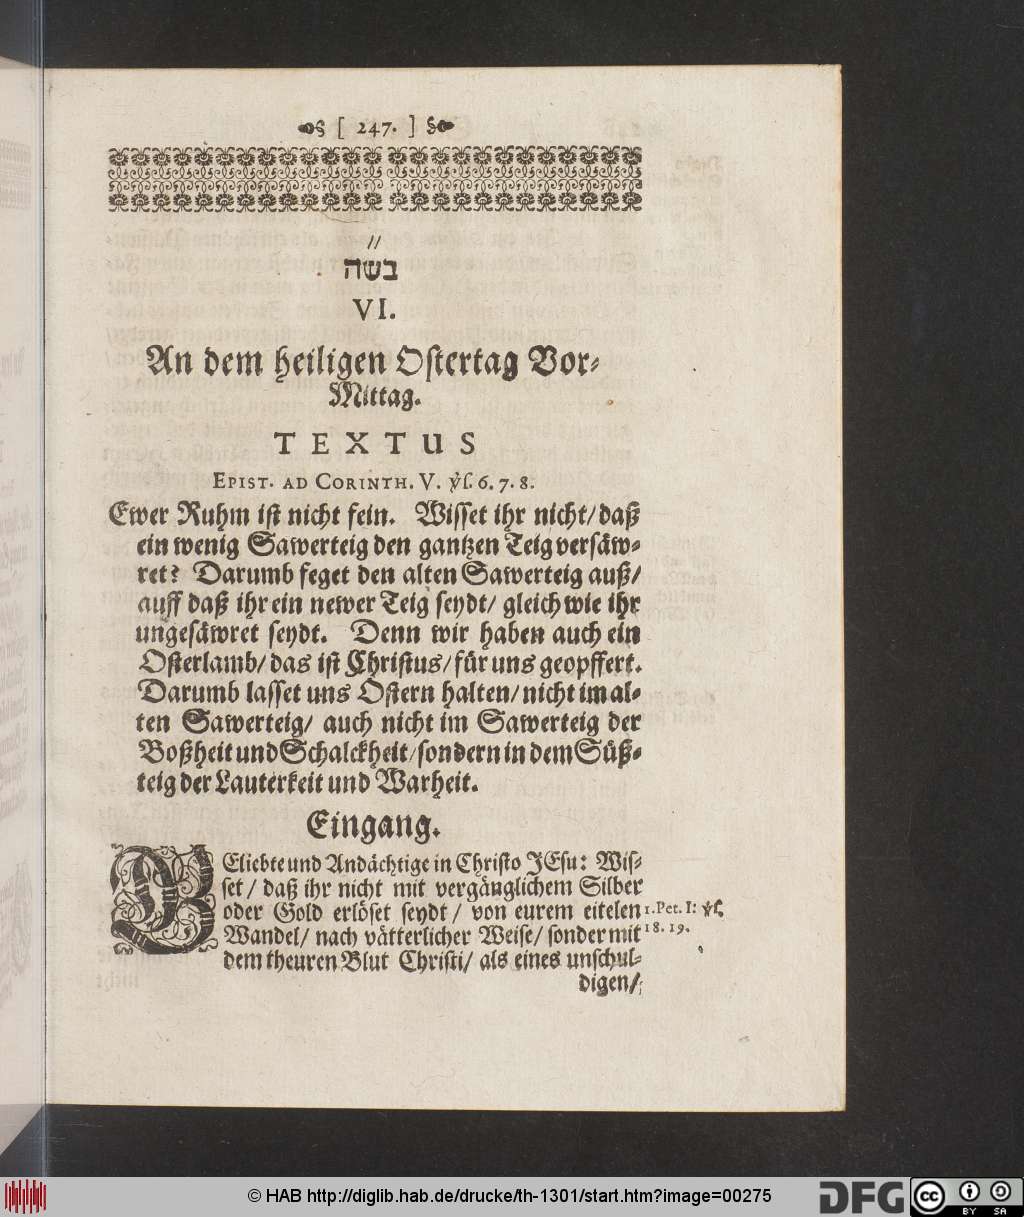 [ 247. ]
בשה
VI.
An dem heiligen Oſtertag Vor-
Mittag.
TEXTUS
EPIST. AD CORINTH. V. ꝟſ. 6. 7. 8.
Ewer Ruhm iſt nicht fein. Wiſſet ihr nicht/ daß
ein wenig Sawerteig den gantzen Teig verſäw-
ret? Darumb feget den alten Sawerteig auß/
auff daß ihr ein newer Teig ſeydt/ gleich wie ihr
ungeſäwret ſeydt. Denn wir haben auch ein
Oſterlamb/ das iſt Chriſtus/ für uns geopffert.
Darumb laſſet uns Oſtern halten/ nicht im al-
ten Sawerteig/ auch nicht im Sawerteig der
Boßheit und Schalckheit/ ſondern in dem Süß-
teig der Lauterkeit und Warheit.
Eingang.
GEliebte und Andächtige in Chriſto JEſu: Wiſ-
ſet/ daß ihr nicht mit vergänglichem Silber
oder Gold erlöſet ſeydt/ von eurem eitelen
1. Pet. I: ꝟſ.
Wandel/ nach vätterlicher Weiſe/ ſonder mit
18. 19.
dem theuren Blut Chriſti/ als eines unſchul-
digen/
© HAB http://diglib.hab.de/drucke/th-1301/start.htm?image=00275
DFG
cc
BY SA